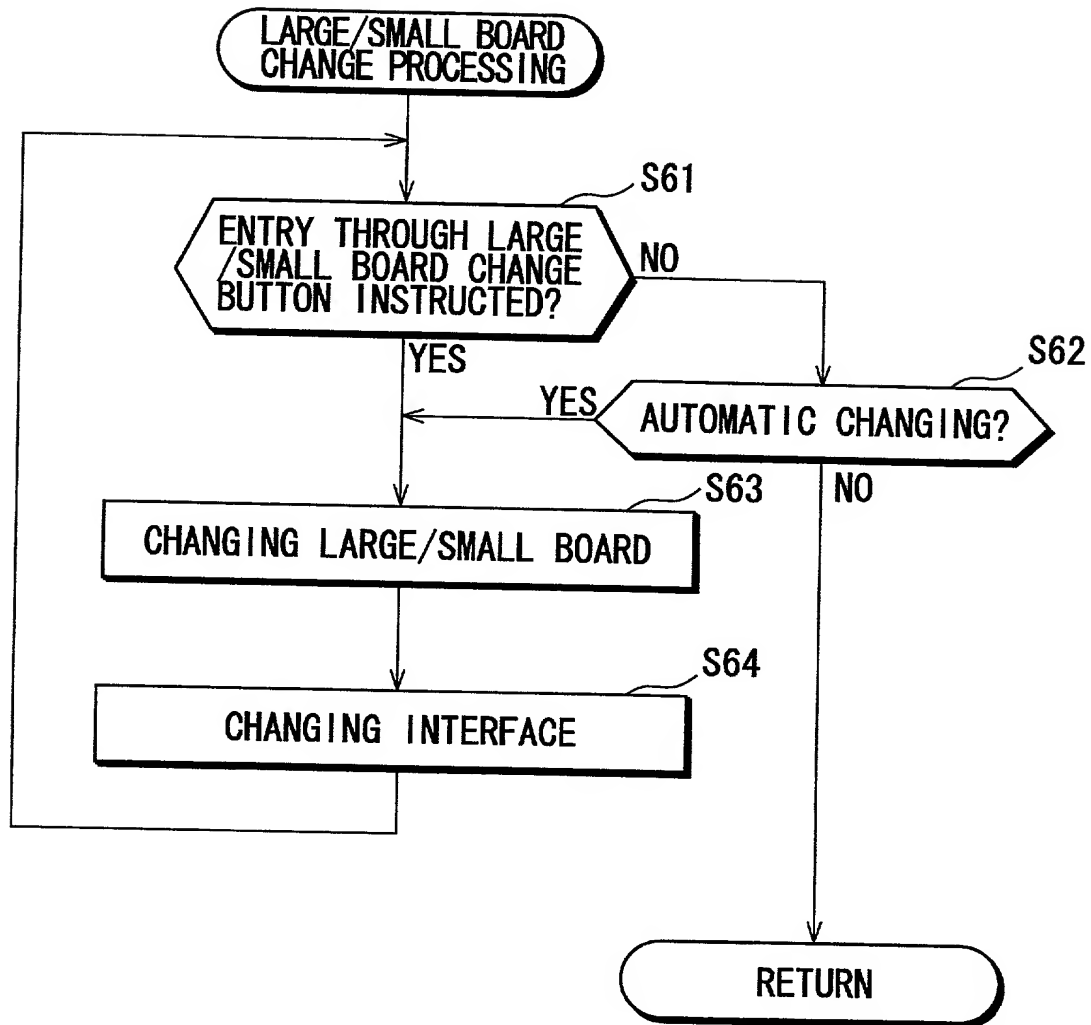 LARGE/SMALL BOARD
CHANGE PROCESSING
S61
ENTRY THROUGH LARGE
/SMALL BOARD CHANGE
BUTTON INSTRUCTED?
NO
YES
S62
YES
AUTOMATIC CHANGING?
NO
S63
CHANGING LARGE/SMALL BOARD
S64
CHANGING INTERFACE
RETURN